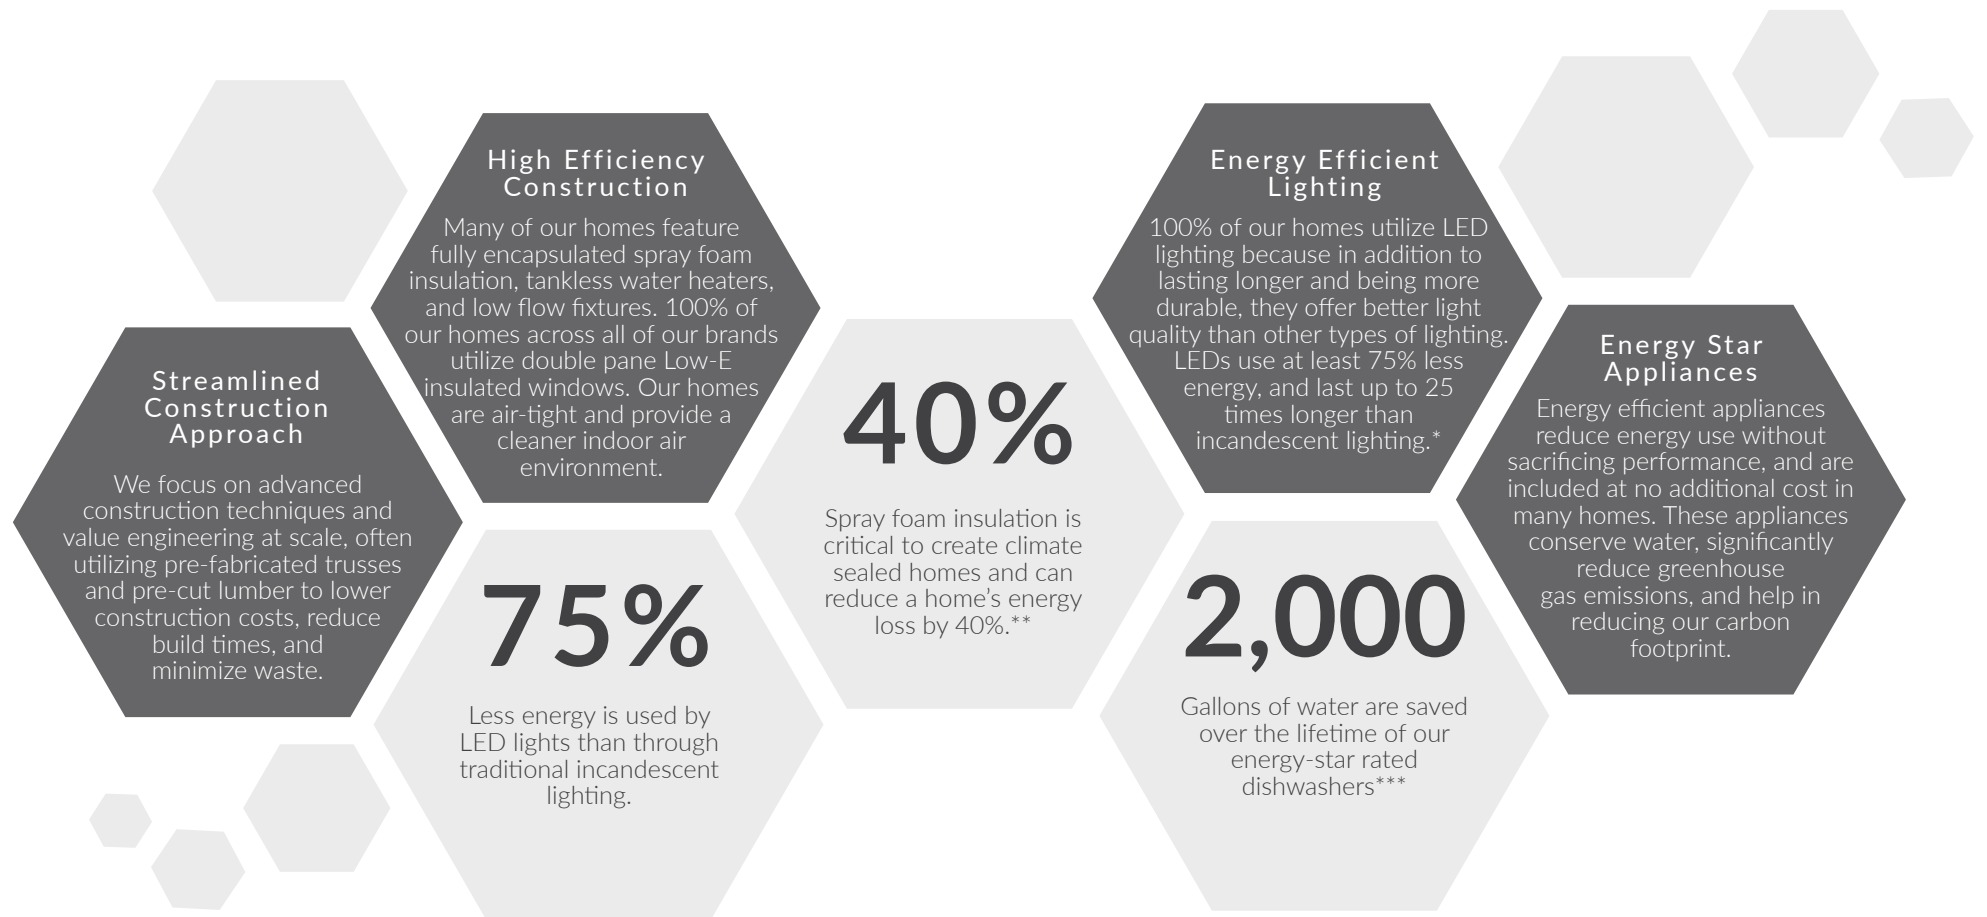 High Efficiency
Construction
Many of our homes feature
fully encapsulated spray foam
insulation, tankless water heaters,
and low flow fixtures. 100% of
our homes across all of our brands
utilize double pane Low-E
insulated windows. Our homes
are air-tight and provide a
cleaner indoor air
environment.
Energy Efficient
Lighting
100% of our homes utilize LED
lighting because in addition to
lasting longer and being more
durable, they offer better light
quality than other types of lighting.
LEDs use at least 75% less
energy, and last up to 25
times longer than
incandescent lighting.*
Streamlined
Construction
Approach
We focus on advanced
construction techniques and
value engineering at scale, often
utilizing pre-fabricated trusses
and pre-cut lumber to lower
construction costs, reduce
build times, and
minimize waste.
40%
Spray foam insulation is
critical to create climate
sealed homes and can
reduce a home’s energy
loss by 40%.**
Energy Star
Appliances
Energy efficient appliances
reduce energy use without
sacrificing performance, and are
included at no additional cost in
many homes. These appliances
conserve water, significantly
reduce greenhouse
gas emissions, and help in
reducing our carbon
footprint.
75%
Less energy is used by
LED lights than through
traditional incandescent
lighting.
2,000
Gallons of water are saved
over the lifetime of our
energy-star rated
dishwashers***